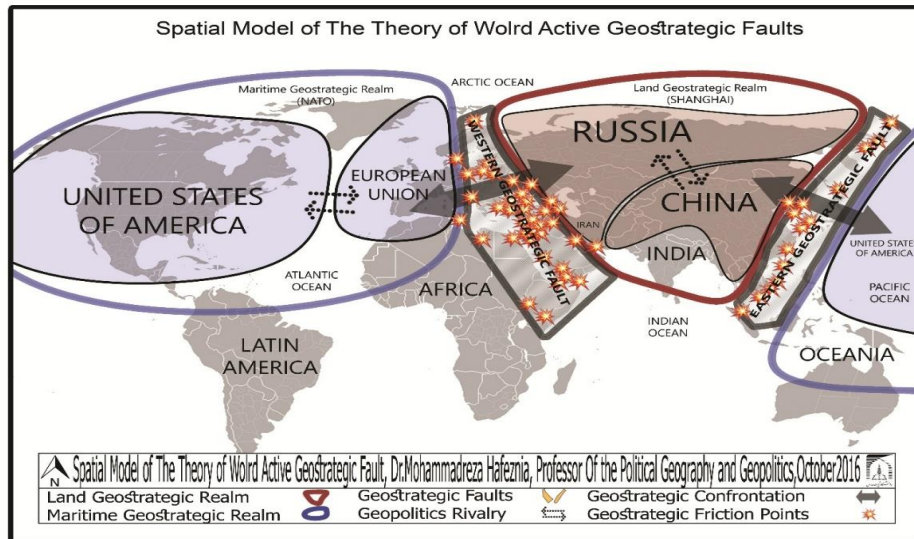 Spatial Model of The Theory of Wolrd Active Geostrategic Faults
ARCTIC OCEAN
Maritime Geostrategic Realm
(NATO)
Land Geostrategic Realm
(SHANGHAI)
WESTERN GEOSTRATEGIC FAULT
RUSSIA
EUROPEAN
UNION
UNITED STATES
OF AMERICA
CHINA
EASTERN GEOSTRATEGIC FAULT
IRAN
INDIA
UNITED STATES
OF AMERICA
ATLANTIC
OCEAN
AFRICA
PACIFIC
OCEAN
INDIAN
OCEAN
LATIN
AMERICA
OCEANIA
N
Spatial Model of The Theory of Wolrd Active Geostrategic Fault, Dr.Mohammadreza Hafeznia, Professor Of the Political Geography and Geopolitics,October2016
Land Geostrategic Realm Geostrategic Faults Geostrategic Confrontation
Maritime Geostrategic Realm Geopolitics Rivalry Geostrategic Friction Points